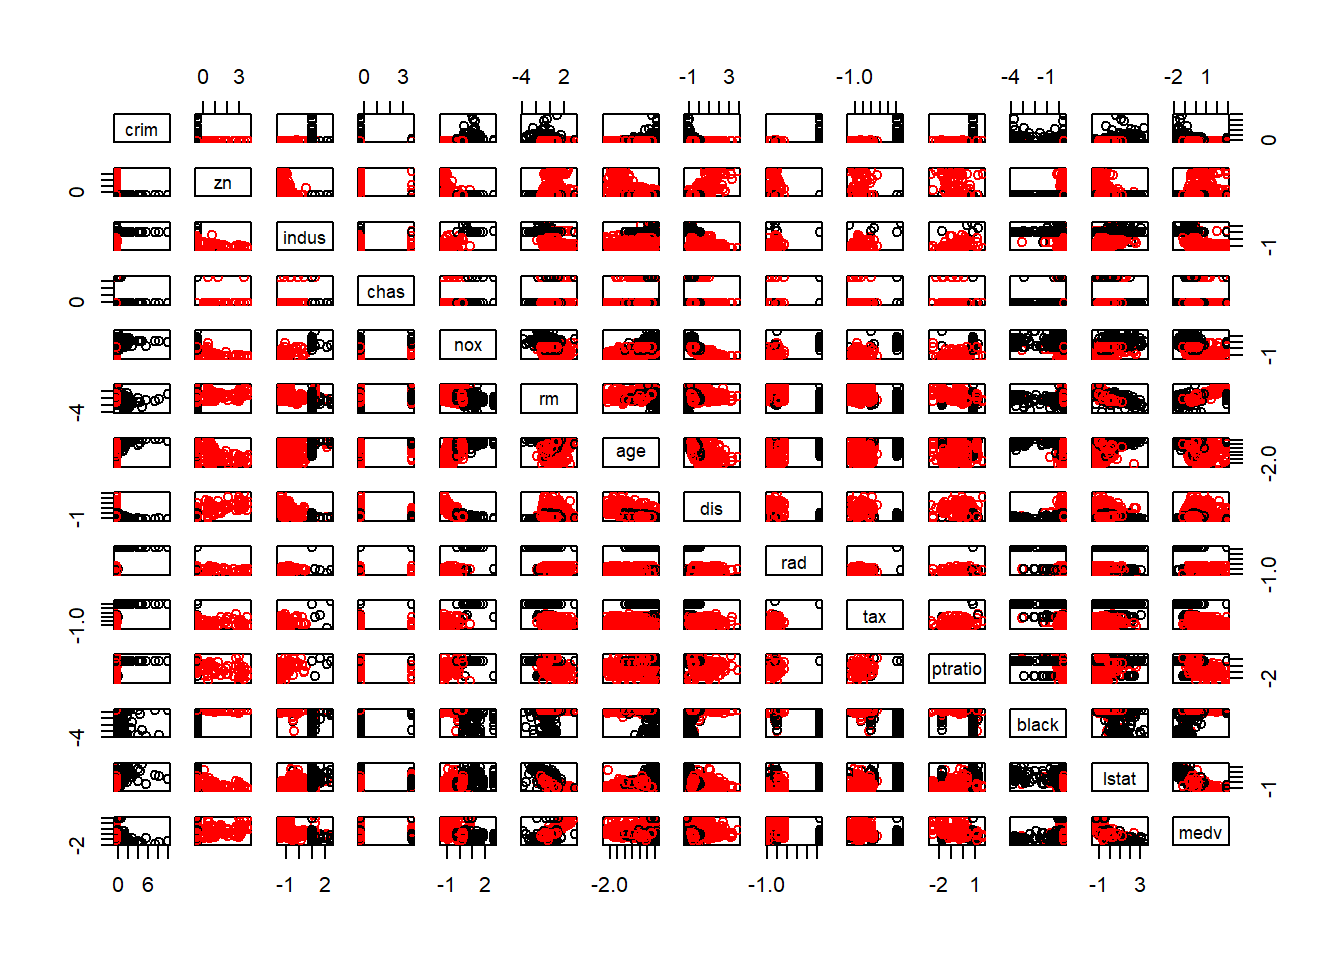 0 3 0 3 -4 2 -1 3 -1.0 -4 -1 -2 1
crim 0
0 zn
indus -1
0 chas
nox -1
-4 rm
age -2.0
-1 dis
rad -1.0
-1.0 tax
ptratio -2
-4 black
lstat -1
-2 medv
0 6 -1 2 -1 2 -2.0 -1.0 -2 1 -1 3